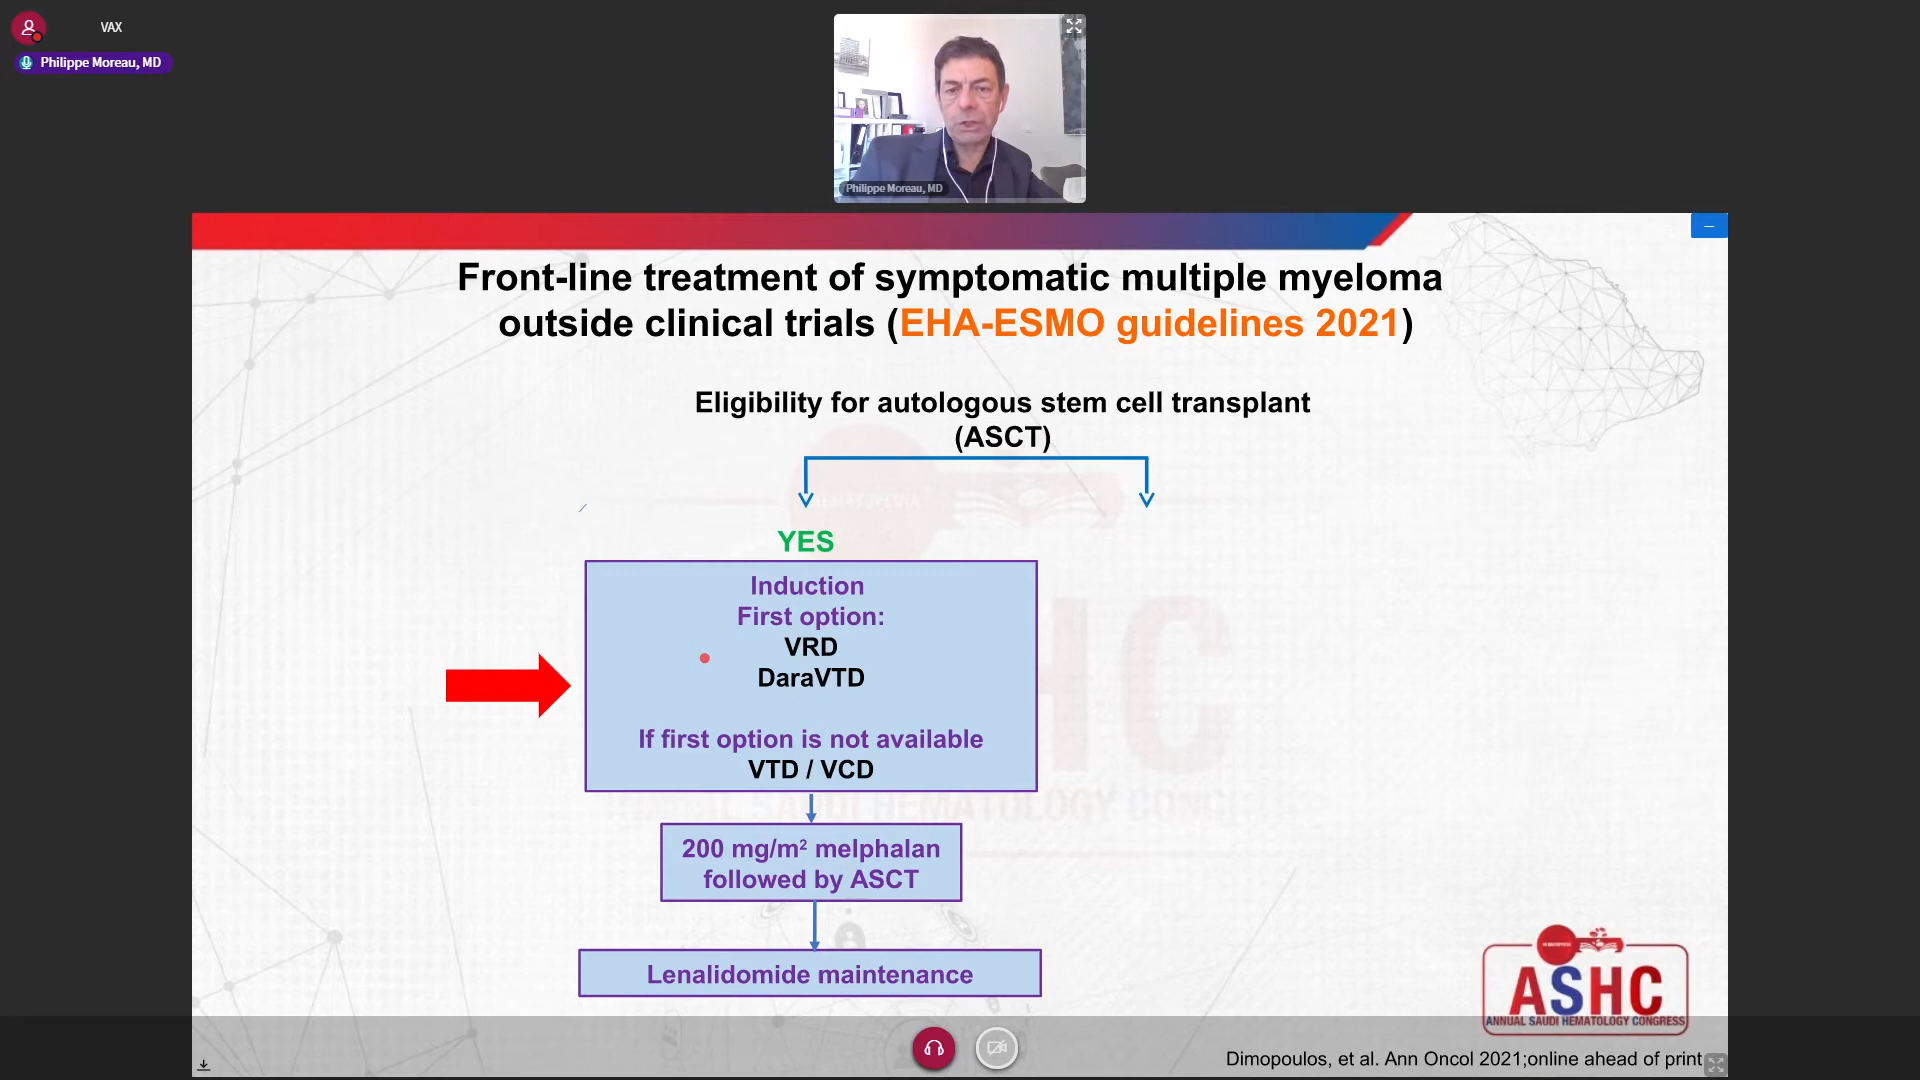 VAX
Philippe Moreau, MD
Philippe Moreau, MD
Front-line treatment of symptomatic multiple myeloma
outside clinical trials (EHA-ESMO guidelines 2021)
Eligibility for autologous stem cell transplant
(ASCT)
YES
Induction
First option:
VRD
DaraVTD
If first option is not available
VTD / VCD
200 mg/m² melphalan
followed by ASCT
Lenalidomide maintenance
ASHC
ANNUAL SAUDI HEMATOLOGY CONGRESS
Dimopoulos, et al. Ann Oncol 2021;online ahead of print